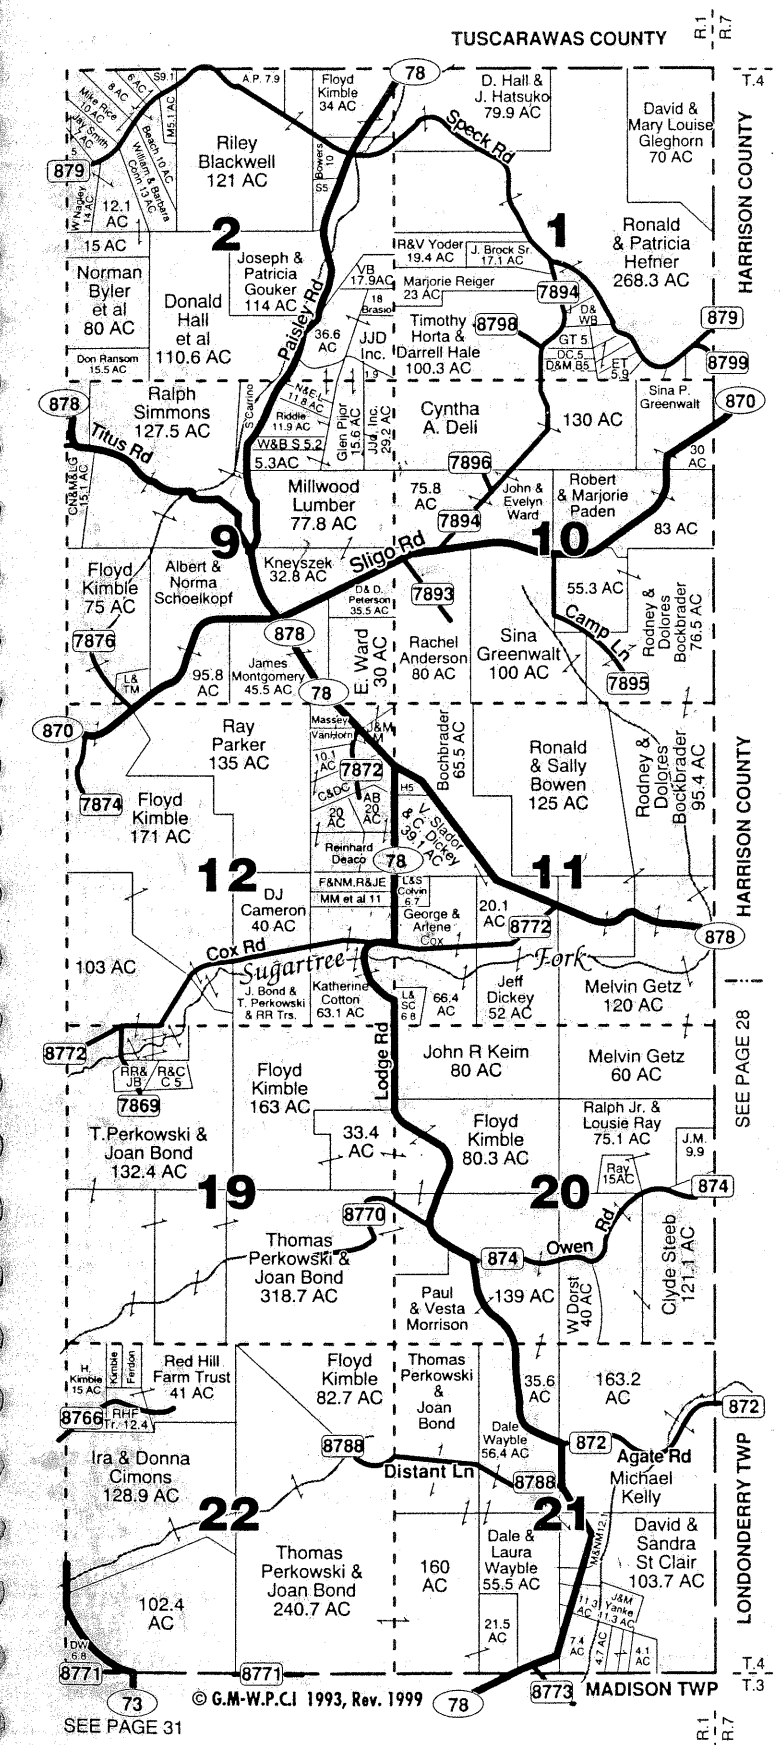 TUSCARAWAS COUNTY
R.1
R.7
T.4
78
S9.1
A.P. 7.9
6 AC
8 AC
Mike Rice
10 AC
Jay Smith
7 AC
5
M5.1 AC
Beach 10 AC
William & Barbara
Conn 13 AC
Floyd
Kimble
34 AC
D. Hall &
J. Hatsuko
79.9 AC
Speck Rd
David &
Mary Louise
Gleghorn
70 AC
HARRISON COUNTY
Riley
Blackwell
121 AC
Bowers
10
S5
879
W Nagley
14 AC
12.1
AC
15 AC
2
1
R&V Yoder
19.4 AC
J. Brock Sr.
17.1 AC
Ronald
& Patricia
Hefner
268.3 AC
Norman
Byler
et al
80 AC
Joseph &
Patricia
Gouker
114 AC
VB
17.9AC
Marjorie Reiger
23 AC
7894
Donald
Hall
et al
110.6 AC
Paisley Rd
18
Brasio
36.6
AC
JJD
Inc.
1.9
Timothy
Horta &
Darrell Hale
100.3 AC
8798
D&
WB
GT 5
DC 5
D&M,B5
ET
5.9
879
8799
Don Ransom
15.5 AC
878
Ralph
Simmons
127.5 AC
S Carrino
N&E L
11.8 AC
Riddle
11.9 AC
W&B S 5.2
5.3AC
Glen Pijor
15.6 AC
JJd, Inc.
29.2 AC
Cyntha
A. Deli
130 AC
Sina P.
Greenwalt
870
Titus Rd
CN&M&LG
15.1 AC
30
AC
7896
Millwood
Lumber
77.8 AC
75.8
AC
John &
Evelyn
Ward
Robert
& Marjorie
Paden
7894
83 AC
9
10
Sligo Rd
Floyd
Kimble
75 AC
Albert &
Norma
Schoelkopf
Kneyszek
32.8 AC
D& D.
Peterson
35.5 AC
7893
55.3 AC
Camp Ln
Rodney &
Dolores
Bockbrader
76.5 AC
7876
878
E. Ward
30 AC
Rachel
Anderson
80 AC
Sina
Greenwalt
100 AC
L&
TM
95.8
AC
James
Montgomery
45.5 AC
78
7895
870
Ray
Parker
135 AC
Massey
VanHorn
J&M
M
10.1
AC
7872
Bochbrader
65.5 AC
Ronald
& Sally
Bowen
125 AC
Rodney &
Dolores
Bockbrader
95.4 AC
HARRISON COUNTY
7874
Floyd
Kimble
171 AC
C&DC
20
AC
AB
20
AC
H5
V. Slador
& C. Dickey
39.1 AC
Reinhard
Deaco
78
12
11
F&NM,R&JE
MM et al 11
L&S
Colvin
6.7
DJ
Cameron
40 AC
George &
Arlene
Cox
20.1
AC
8772
878
Cox Rd
103 AC
Sugartree
Fork
J. Bond &
T. Perkowski
& RR Trs.
Katherine
Cotton
63.1 AC
L&
SC
6.8
66.4
AC
Jeff
Dickey
52 AC
Melvin Getz
120 AC
8772
RR&
JB
R&C
C 5
7869
Floyd
Kimble
163 AC
Lodge Rd
John R Keim
80 AC
Melvin Getz
60 AC
SEE PAGE 28
T.Perkowski &
Joan Bond
132.4 AC
33.4
AC
Floyd
Kimble
80.3 AC
Ralph Jr. &
Lousie Ray
75.1 AC
J.M.
9.9
Ray
15AC
19
20
874
8770
Thomas
Perkowski &
Joan Bond
318.7 AC
874
Owen Rd
Clyde Steeb
121.1 AC
Paul
& Vesta
Morrison
139 AC
W Dorst
40 AC
H.
Kimble
15 AC
Kimble
Ferdon
Red Hill
Farm Trust
41 AC
Floyd
Kimble
82.7 AC
Thomas
Perkowski
&
Joan
Bond
35.6
AC
163.2
AC
8766
RHF
Tr. 12.4
872
8788
Dale
Wayble
56.4 AC
872
Agate Rd
Ira & Donna
Cimons
128.9 AC
Distant Ln
8788
Michael
Kelly
22
21
LONDONDERRY TWP
M&NM12.1
David &
Sandra
St Clair
103.7 AC
Thomas
Perkowski &
Joan Bond
240.7 AC
160
AC
Dale &
Laura
Wayble
55.5 AC
102.4
AC
11.3
AC
J&M
Yanke
11.3 AC
21.5
AC
7.4
AC
4.7 AC
4.1
AC
DW
6.8
8771
8771
T.4
T.3
73
© G.M-W.P.C.I 1993, Rev. 1999
78
8773
MADISON TWP
SEE PAGE 31
R.1
R.7